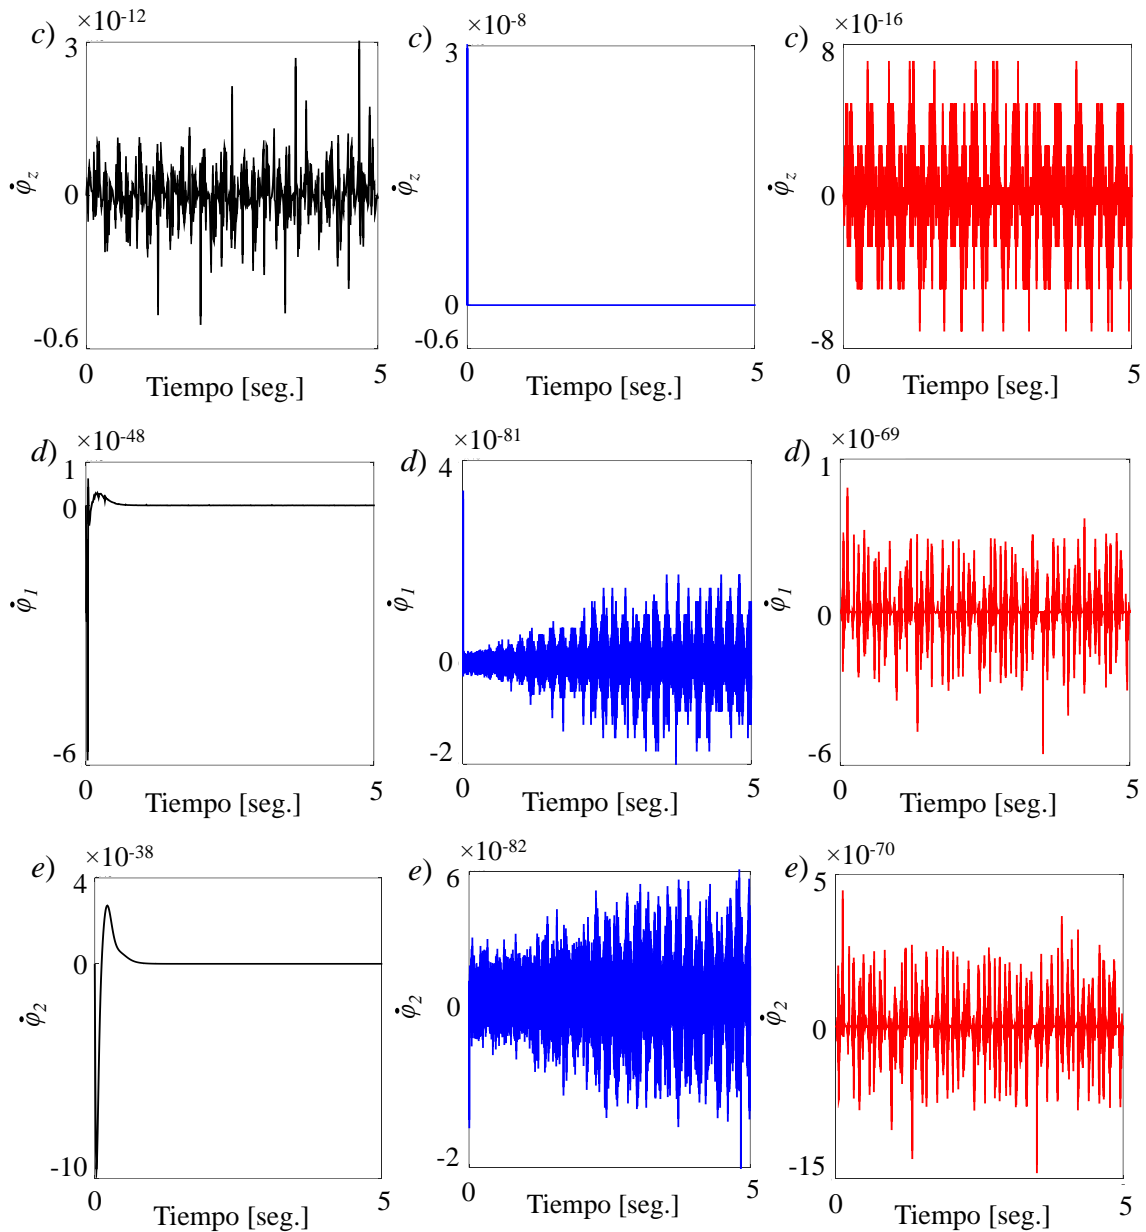 c) ×10-12
3
0
-0.6
φ̇z
0 5
Tiempo [seg.]
c) ×10-8
3
0
-0.6
φ̇z
0 5
Tiempo [seg.]
c) ×10-16
8
0
-8
φ̇z
0 5
Tiempo [seg.]
d) ×10-48
1
0
-6
φ̇1
0 5
Tiempo [seg.]
d) ×10-81
4
0
-2
φ̇1
0 5
Tiempo [seg.]
d) ×10-69
1
0
-6
φ̇1
0 5
Tiempo [seg.]
e) ×10-38
4
0
-10
φ̇2
0 5
Tiempo [seg.]
e) ×10-82
6
0
-2
φ̇2
0 5
Tiempo [seg.]
e) ×10-70
5
0
-15
φ̇2
0 5
Tiempo [seg.]